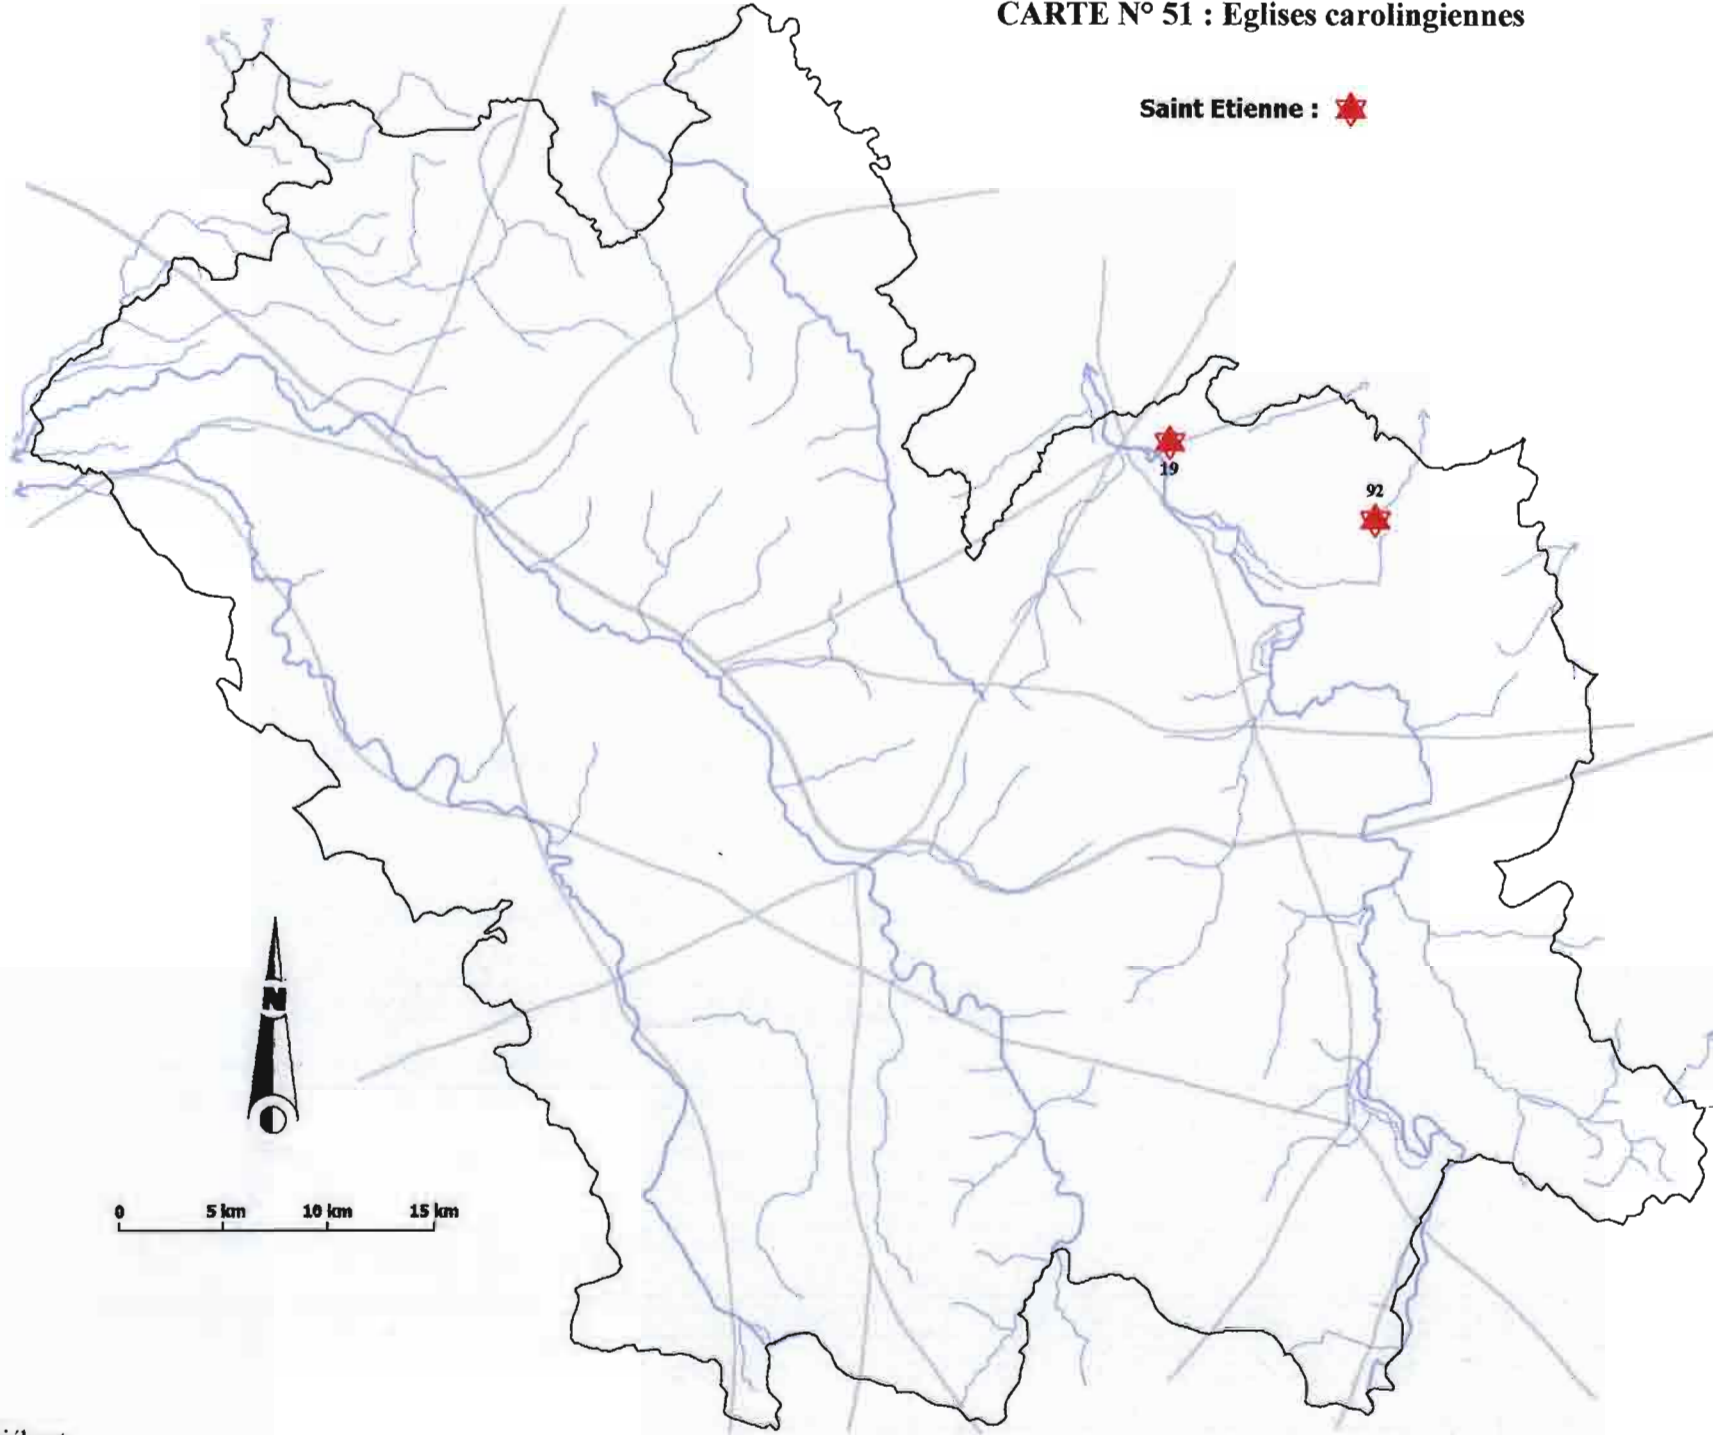 CARTE N° 51 : Eglises carolingiennes
Saint Etienne :
19
92
N
0 5 km 10 km 15 km